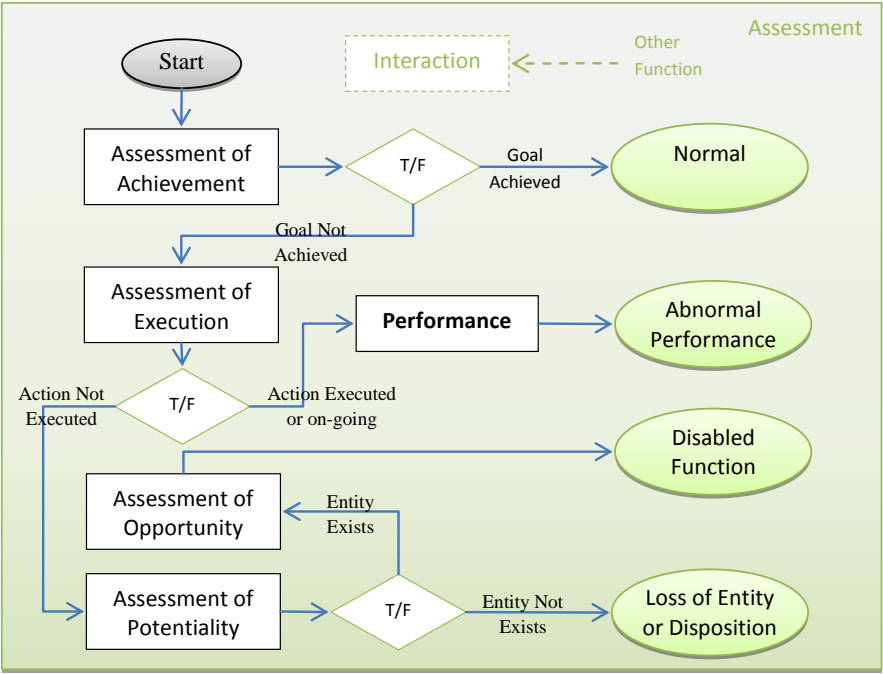 Assessment
Start
Interaction
Other
Function
Assessment of
Achievement
T/F
Goal
Achieved
Normal
Goal Not
Achieved
Assessment of
Execution
Performance
Abnormal
Performance
Action Not
Executed
T/F
Action Executed
or on-going
Disabled
Function
Assessment of
Opportunity
Entity
Exists
Assessment of
Potentiality
T/F
Entity Not
Exists
Loss of Entity
or Disposition